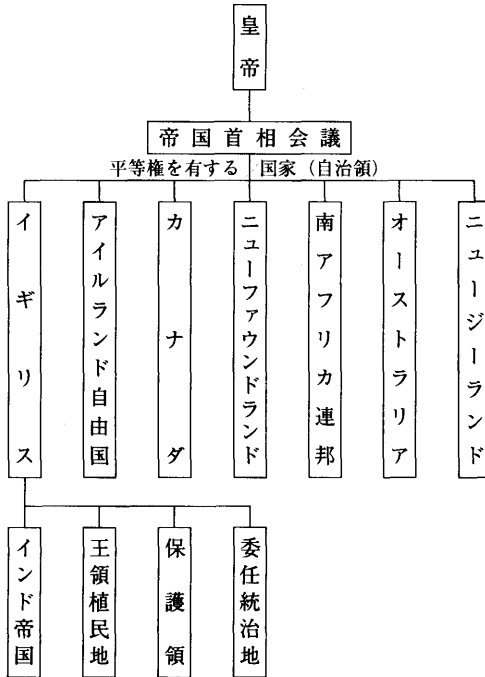 皇帝
帝国首相会議
平等権を有する国家（自治領）
イギリス
アイルランド自由国
カナダ
ニューファウンドランド
南アフリカ連邦
オーストラリア
ニュージーランド
インド帝国
王領植民地
保護領
委任統治地